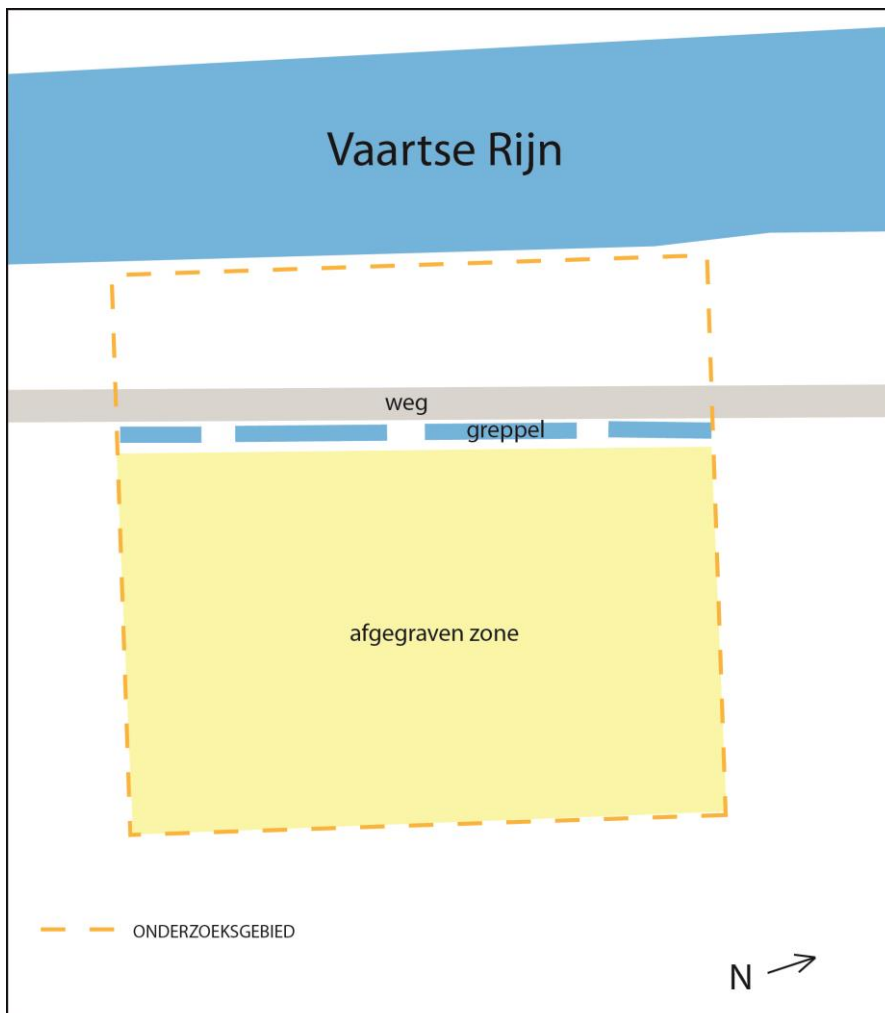 Vaartse Rijn
weg
greppel
afgegraven zone
ONDERZOEKSGEBIED
N